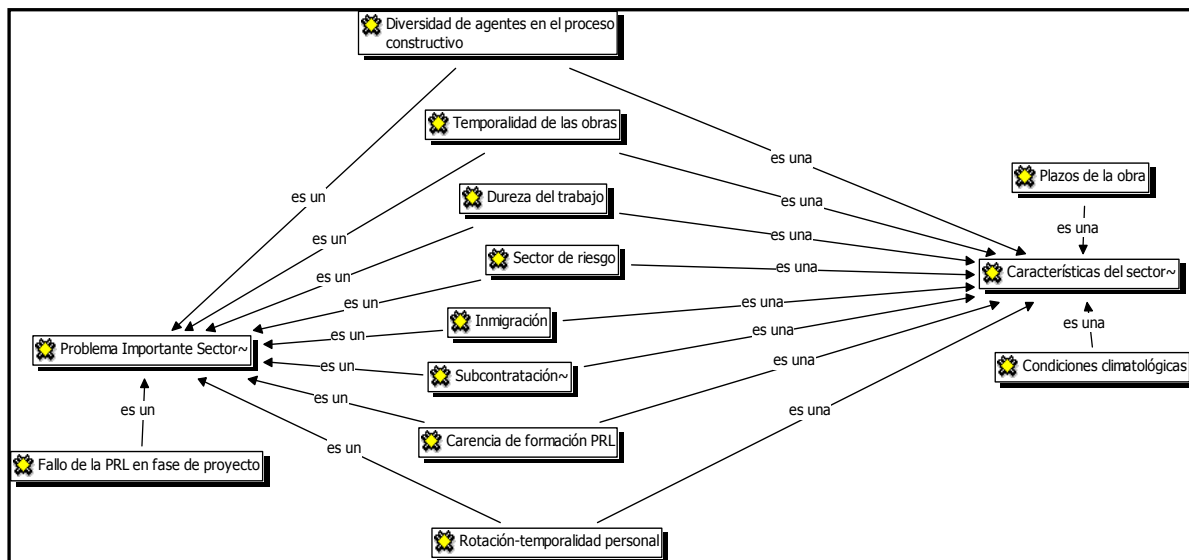 Diversidad de agentes en el proceso
constructivo
Temporalidad de las obras
es una
Plazos de la obra
es un
Dureza del trabajo
es una
es una
es un
es una
Sector de riesgo
es una
Características del sector~
es un
es un
es una
Inmigración
es un
es una
es una
Problema Importante Sector~
es un
Subcontratación~
es una
Condiciones climatológicas
es un
es un
es una
Carencia de formación PRL
es un
Fallo de la PRL en fase de proyecto
Rotación-temporalidad personal